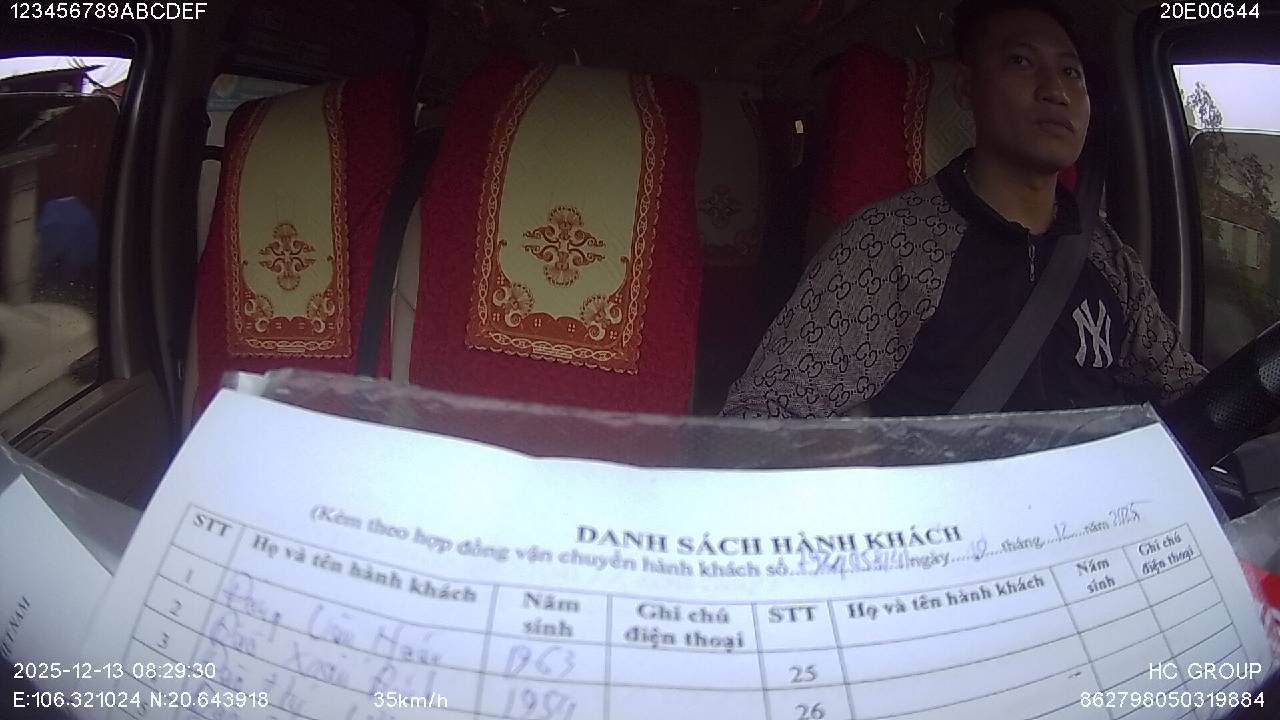 123456789ABCDEF
20E00644
NY
DANH SÁCH HÀNH KHÁCH
(Kèm theo hợp đồng vận chuyển hành khách số ngày tháng 12 năm 2025
STT Họ và tên hành khách Năm sinh Ghi chú điện thoại STT Họ và tên hành khách Năm sinh Ghi chú điện thoại
1 1963 25
2 1954 26
3
2025-12-13 08:29:30
HC GROUP
E:106.321024 N:20.643918 35km/h
862798050319884